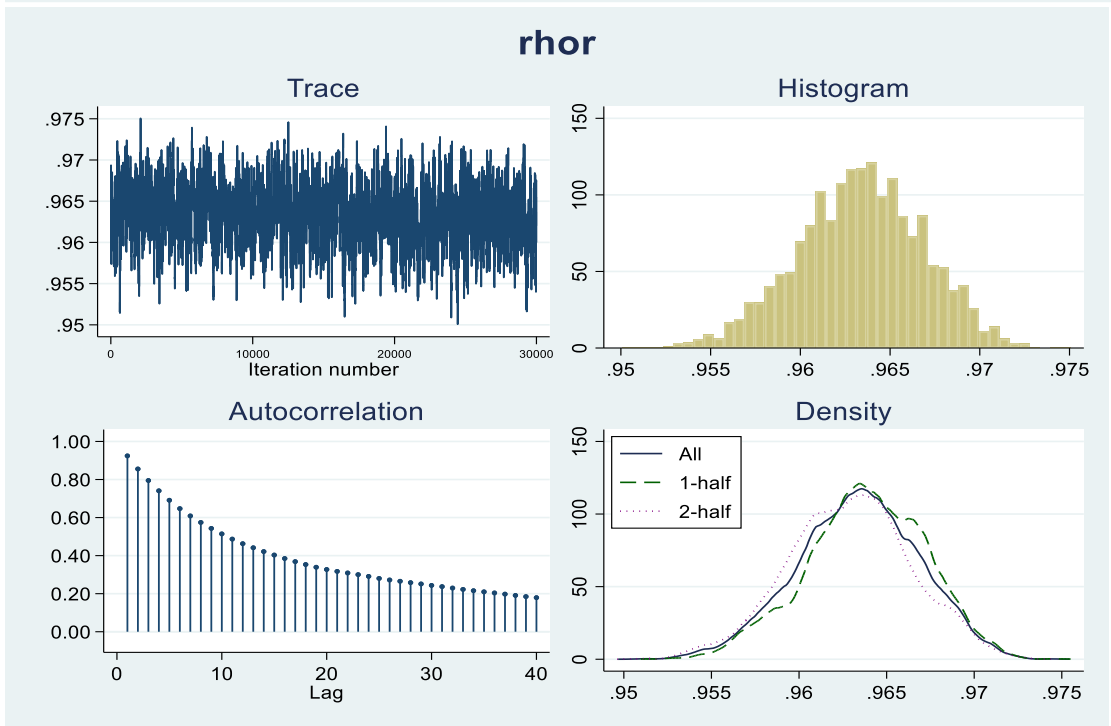 rhor
Trace
.975
.97
.965
.96
.955
.95
0 10000 20000 30000
Iteration number
Histogram
150
100
50
0
.95 .955 .96 .965 .97 .975
Autocorrelation
1.00
0.80
0.60
0.40
0.20
0.00
0 10 20 30 40
Lag
Density
150
100
50
0
All
1-half
2-half
.95 .955 .96 .965 .97 .975